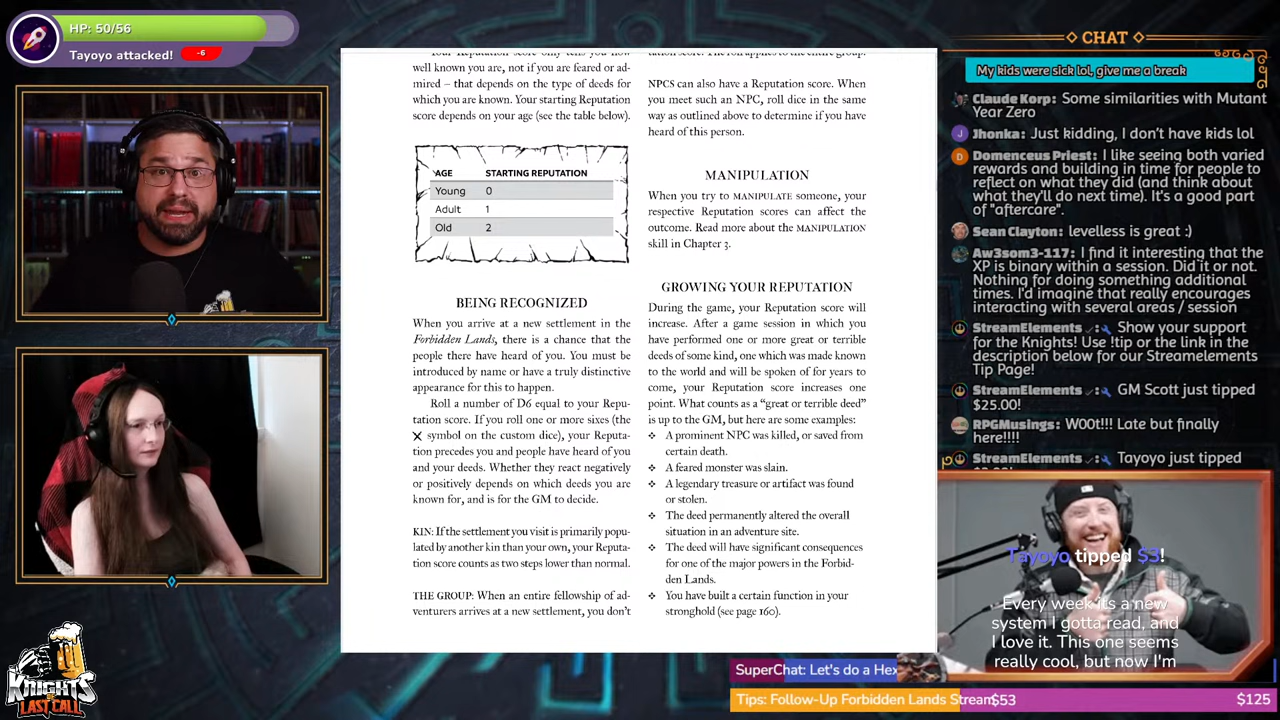 HP: 50/56
Tayoyo attacked!
-6
Your Reputation score only tells you how
well known you are, not if you are feared or ad-
mired – that depends on the type of deeds for
which you are known. Your starting Reputation
score depends on your age (see the table below).
AGE STARTING REPUTATION
Young 0
Adult 1
Old 2
BEING RECOGNIZED
When you arrive at a new settlement in the
Forbidden Lands, there is a chance that the
people there have heard of you. You must be
introduced by name or have a truly distinctive
appearance for this to happen.
Roll a number of D6 equal to your Repu-
tation score. If you roll one or more sixes (the
symbol on the custom dice), your Reputa-
tion precedes you and people have heard of you
and your deeds. Whether they react negatively
or positively depends on which deeds you are
known for, and is for the GM to decide.
KIN: If the settlement you visit is primarily popu-
lated by another kin than your own, your Reputa-
tion score counts as two steps lower than normal.
THE GROUP: When an entire fellowship of ad-
venturers arrives at a new settlement, you don't
tation score. The roll applies to the entire group.
NPCS can also have a Reputation score. When
you meet such an NPC, roll dice in the same
way as outlined above to determine if you have
heard of this person.
MANIPULATION
When you try to MANIPULATE someone, your
respective Reputation scores can affect the
outcome. Read more about the MANIPULATION
skill in Chapter 3.
GROWING YOUR REPUTATION
During the game, your Reputation score will
increase. After a game session in which you
have performed one or more great or terrible
deeds of some kind, one which was made known
to the world and will be spoken of for years to
come, your Reputation score increases one
point. What counts as a “great or terrible deed”
is up to the GM, but here are some examples:
❖ A prominent NPC was killed, or saved from
certain death.
❖ A feared monster was slain.
❖ A legendary treasure or artifact was found
or stolen.
❖ The deed permanently altered the overall
situation in an adventure site.
❖ The deed will have significant consequences
for one of the major powers in the Forbid-
den Lands.
❖ You have built a certain function in your
stronghold (see page 160).
CHAT
My kids were sick lol, give me a break
Claude Korp: Some similarities with Mutant
Year Zero
J Jhonka: Just kidding, I don't have kids lol
D Domenceus Priest: I like seeing both varied
rewards and building in time for people to
reflect on what they did (and think about
what they'll do next time). It's a good part
of "aftercare".
Sean Clayton: levelless is great :)
Aw3som3-117: I find it interesting that the
XP is binary within a session. Did it or not.
Nothing for doing something additional
times. I'd imagine that really encourages
interacting with several areas / session
StreamElements: Show your support
for the Knights! Use !tip or the link in the
description below for our Streamelements
Tip Page!
StreamElements: GM Scott just tipped
$25.00!
RPGMusings: W00t!!! Late but finally
here!!!!
StreamElements: Tayoyo just tipped
Tayoyo tipped $3!
Every week its a new
system I gotta read, and
I love it. This one seems
really cool, but now I'm
SuperChat: Let's do a Hex
Tips: Follow-Up Forbidden Lands Stream $53 $125
KNIGHTS
OF
LAST CALL